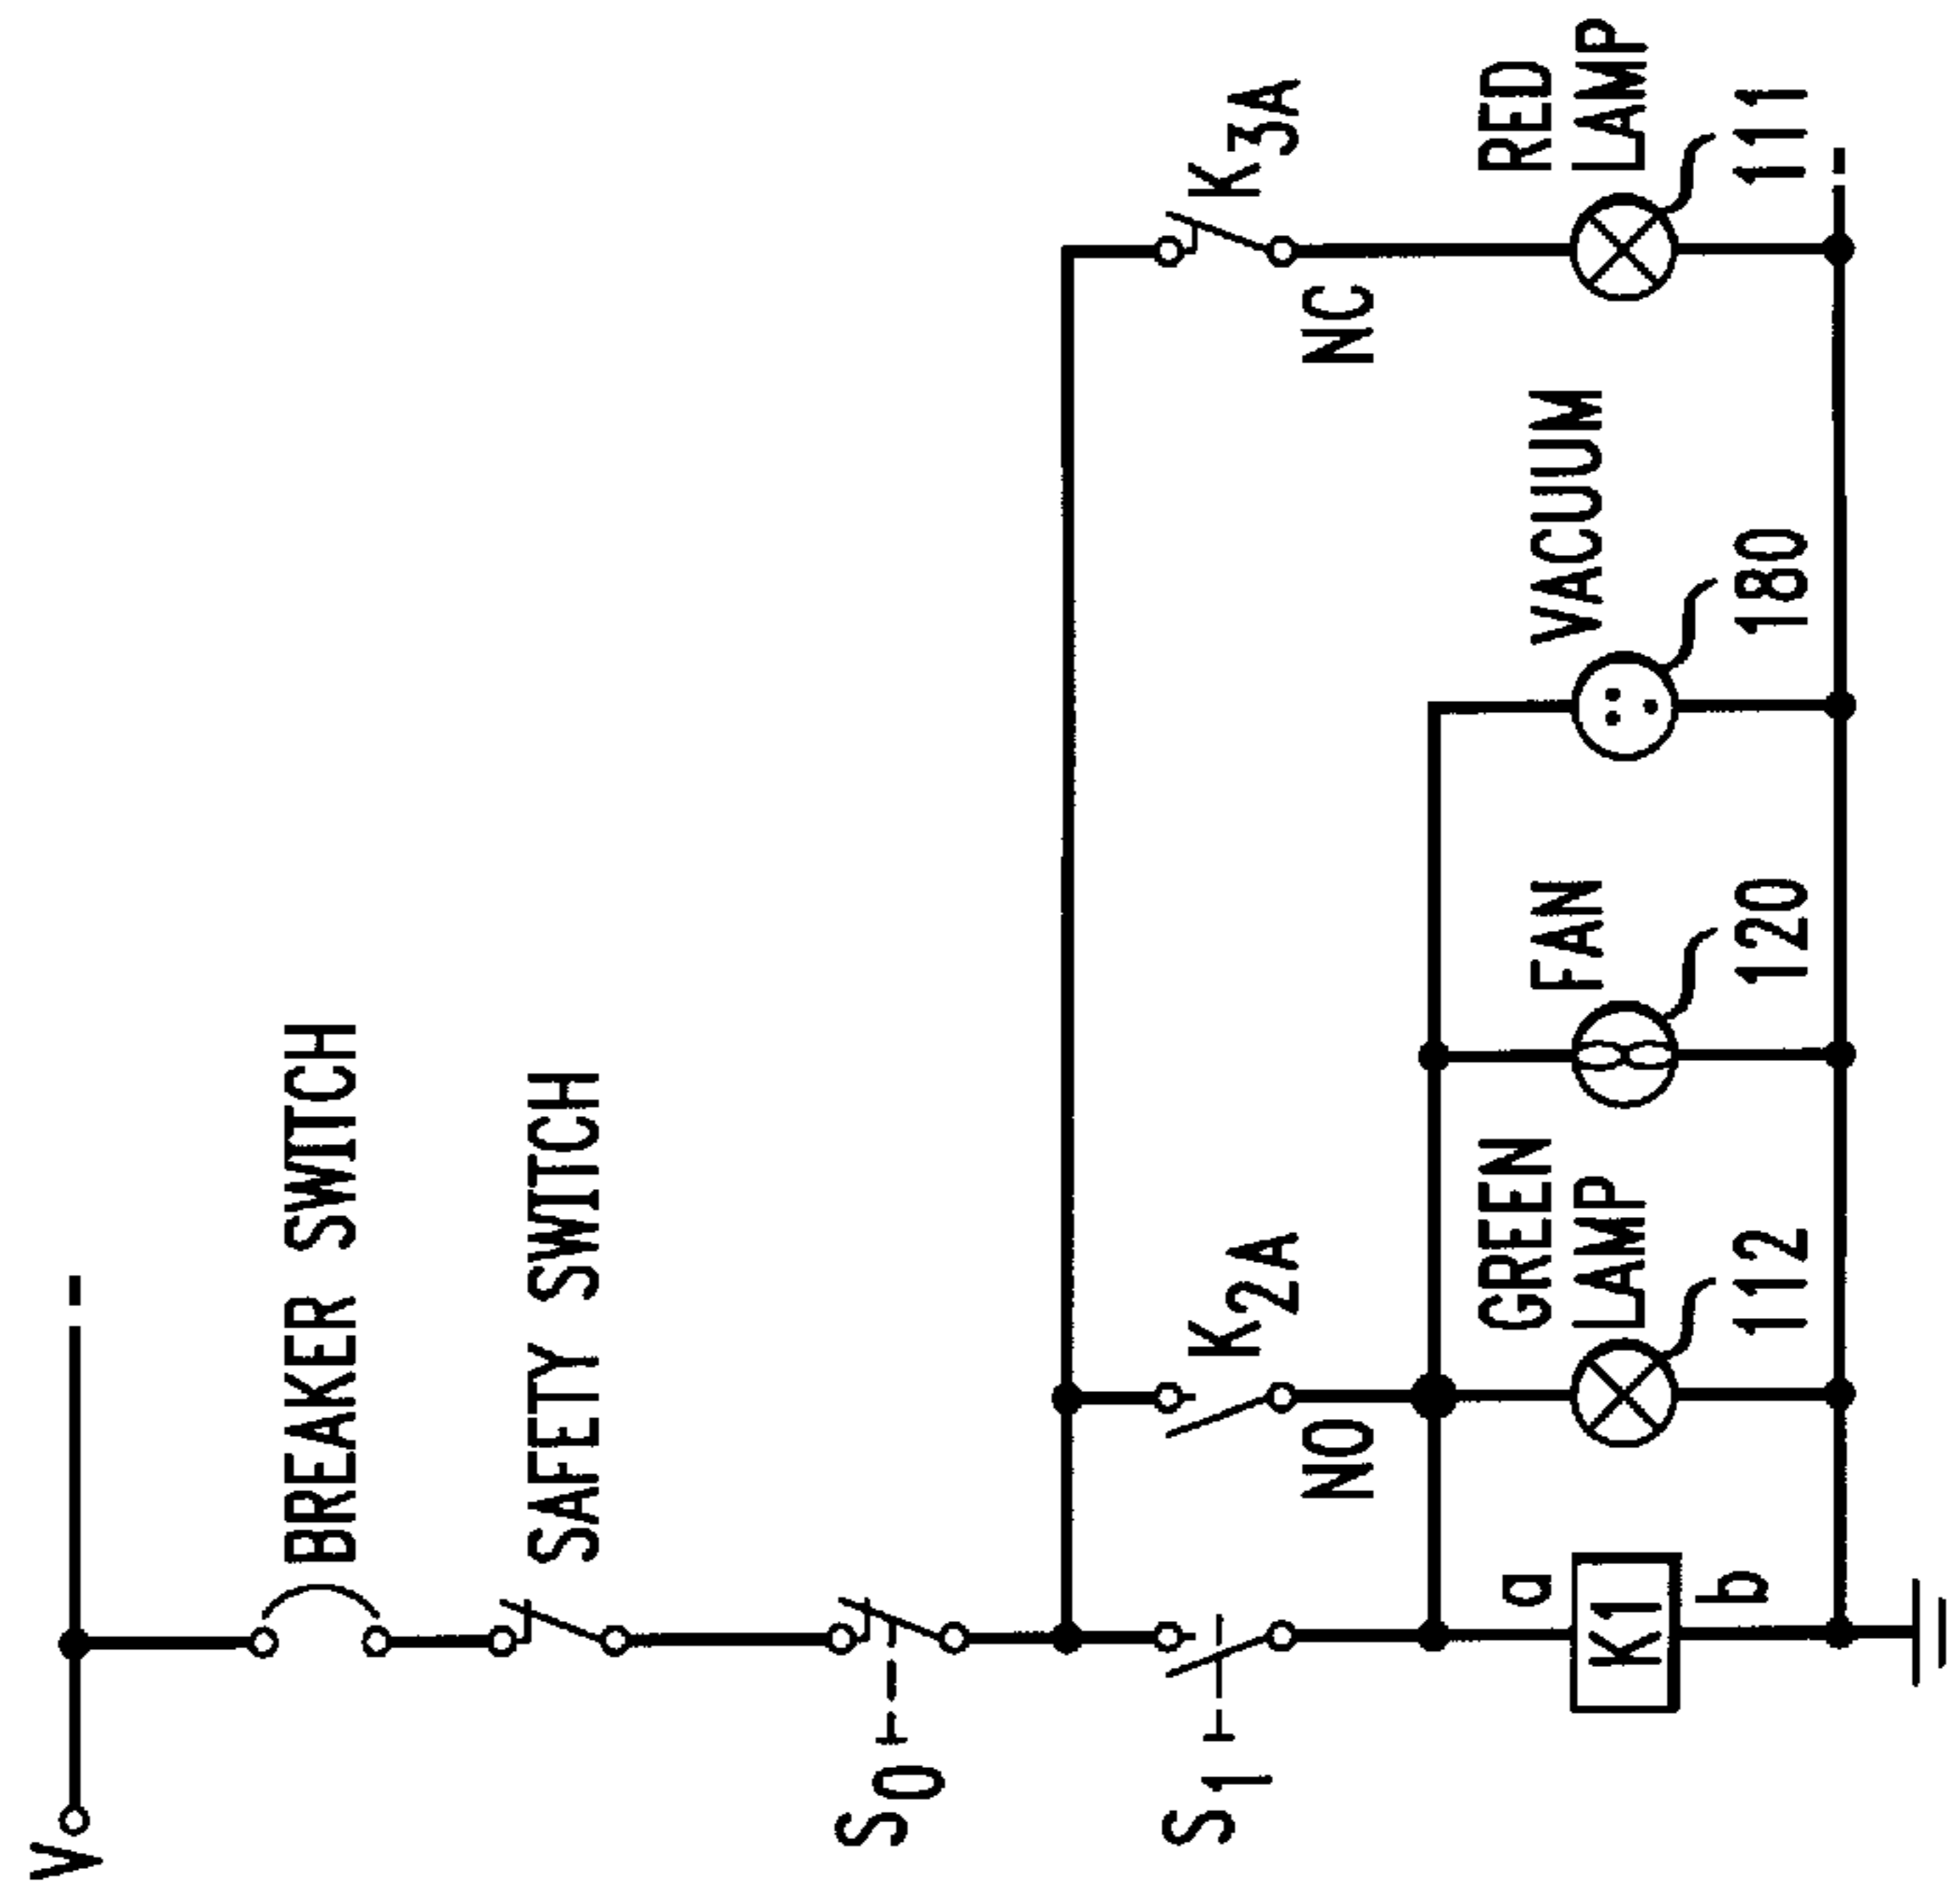 V
BREAKER SWITCH
SAFETY SWITCH
S0
S1
K2A
NO
K3A
NC
GREEN
LAMP
112
FAN
120
VACUUM
180
RED
LAMP
111
a
K1
b